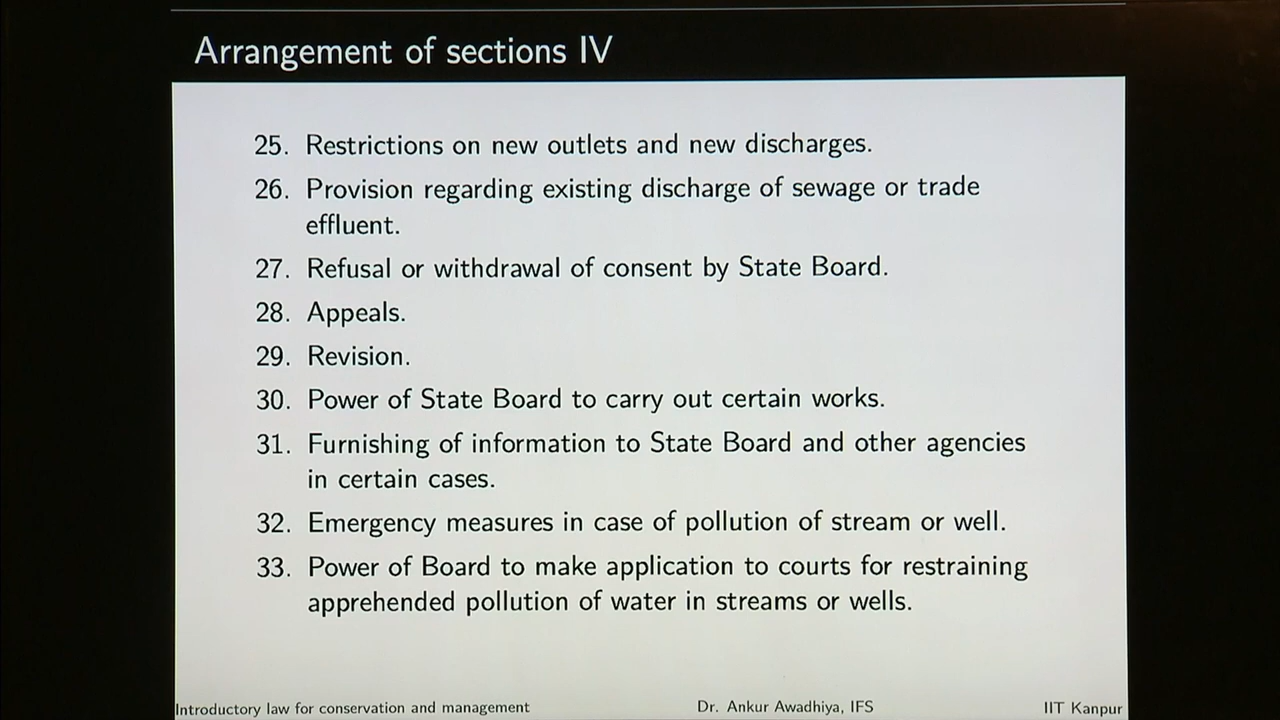 Arrangement of sections IV
25. Restrictions on new outlets and new discharges.
26. Provision regarding existing discharge of sewage or trade
effluent.
27. Refusal or withdrawal of consent by State Board.
28. Appeals.
29. Revision.
30. Power of State Board to carry out certain works.
31. Furnishing of information to State Board and other agencies
in certain cases.
32. Emergency measures in case of pollution of stream or well.
33. Power of Board to make application to courts for restraining
apprehended pollution of water in streams or wells.
Introductory law for conservation and management Dr. Ankur Awadhiya, IFS IIT Kanpur